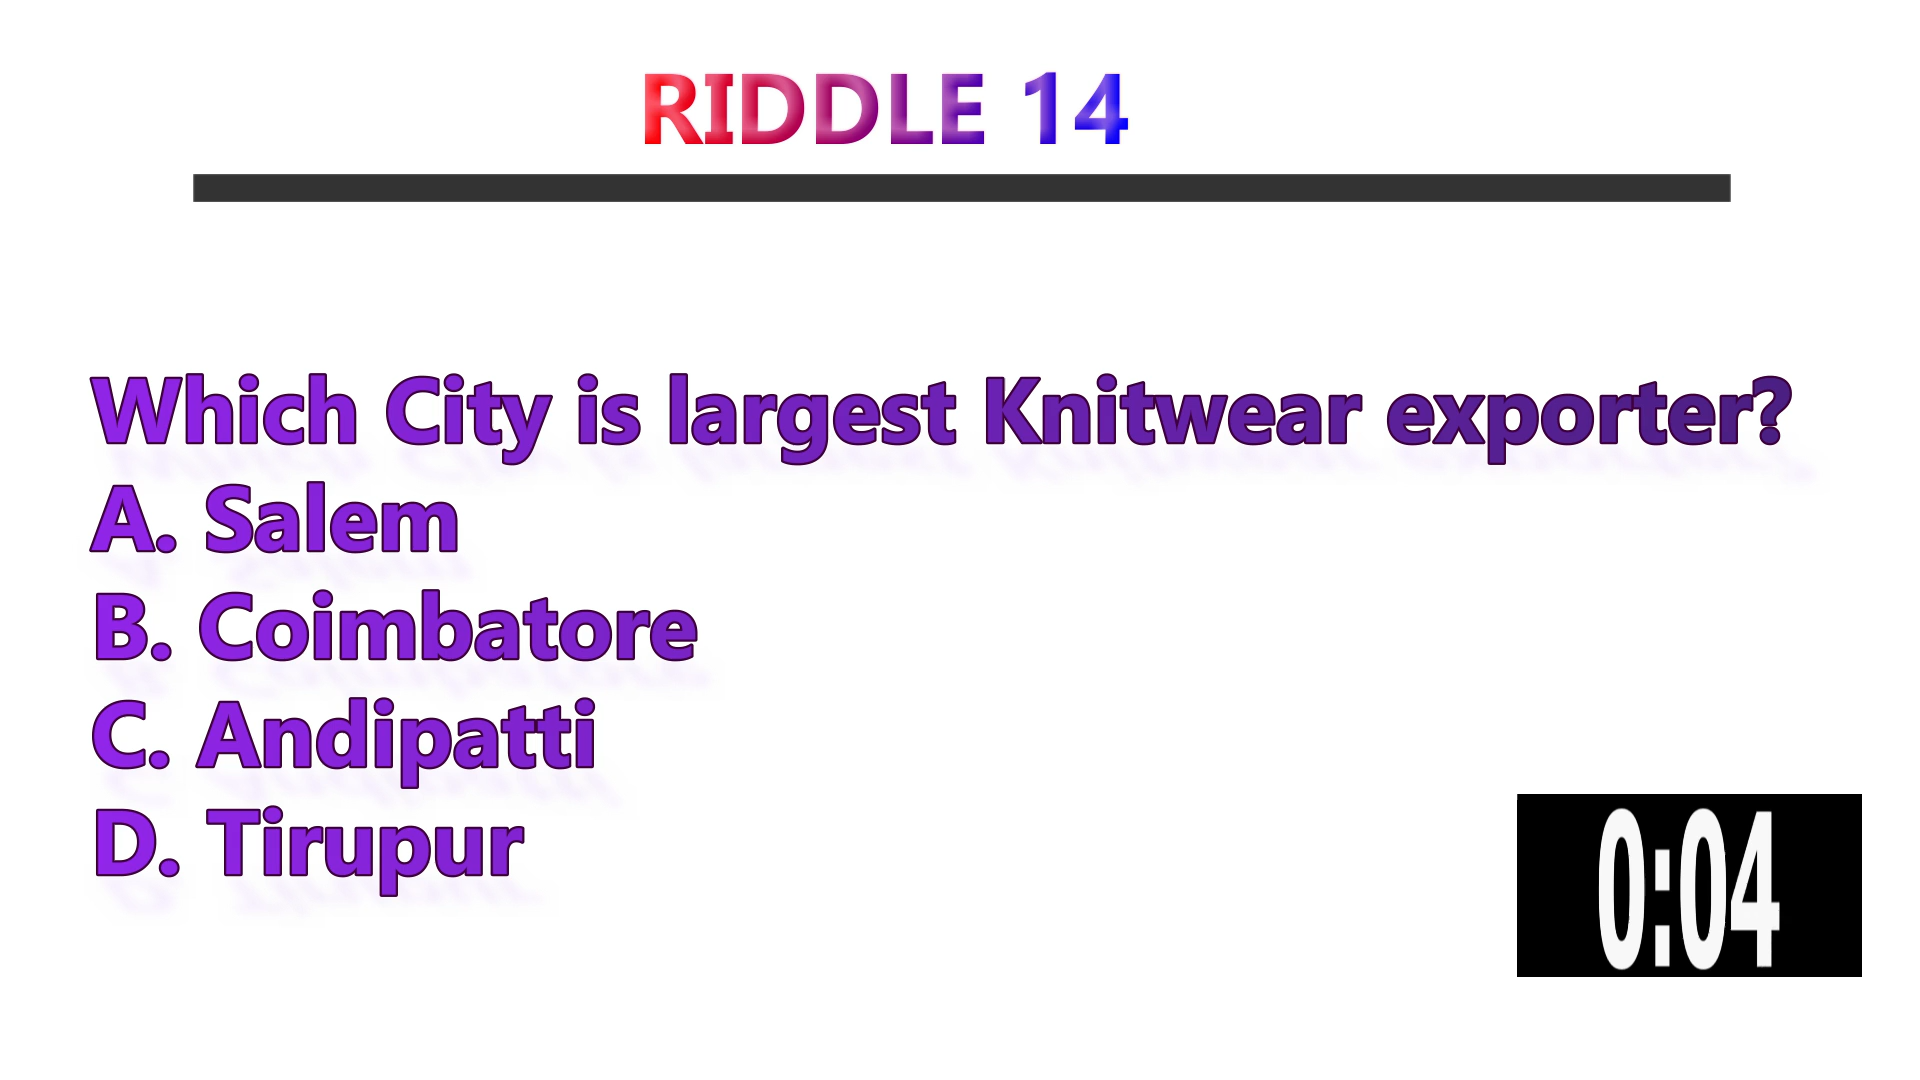 RIDDLE 14
Which City is largest Knitwear exporter?
A. Salem
B. Coimbatore
C. Andipatti
D. Tirupur
0:04